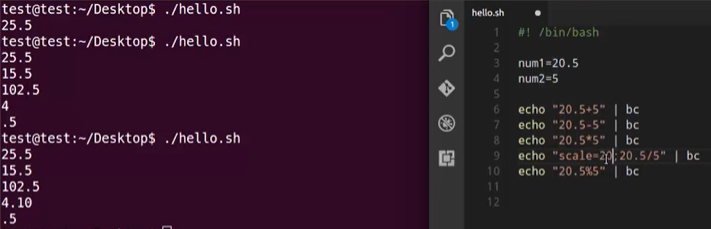 test@test:~/Desktop$ ./hello.sh
25.5
test@test:~/Desktop$ ./hello.sh
25.5
15.5
102.5
4
.5
test@test:~/Desktop$ ./hello.sh
25.5
15.5
102.5
4.10
.5
test@test:~/Desktop$
1
hello.sh
1 #! /bin/bash
2
3 num1=20.5
4 num2=5
5
6 echo "20.5+5" | bc
7 echo "20.5-5" | bc
8 echo "20.5*5" | bc
9 echo "scale=20;20.5/5" | bc
10 echo "20.5%5" | bc
11
12